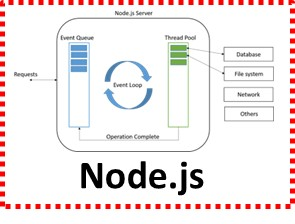 Node.js Server
Event Queue
Thread Pool
Database
Requests
File system
Event Loop
Network
Others
Operation Complete
Node.js